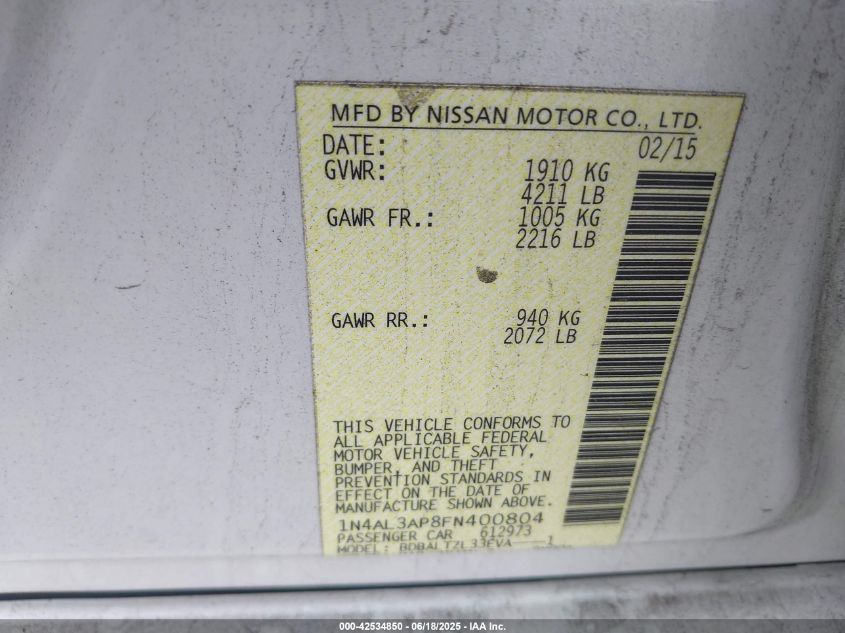 MFD BY NISSAN MOTOR CO., LTD.
DATE: 02/15
GVWR: 1910 KG
4211 LB
GAWR FR.: 1005 KG
2216 LB
GAWR RR.: 940 KG
2072 LB
THIS VEHICLE CONFORMS TO
ALL APPLICABLE FEDERAL
MOTOR VEHICLE SAFETY,
BUMPER, AND THEFT
PREVENTION STANDARDS IN
EFFECT ON THE DATE OF
MANUFACTURE SHOWN ABOVE.
1N4AL3AP8FN400804
PASSENGER CAR 612973
MODEL: 1
000-42534850 - 06/18/2025 - IAA Inc.